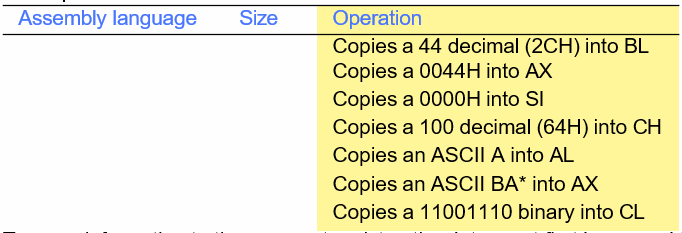 Assembly language Size Operation
Copies a 44 decimal (2CH) into BL
Copies a 0044H into AX
Copies a 0000H into SI
Copies a 100 decimal (64H) into CH
Copies an ASCII A into AL
Copies an ASCII BA* into AX
Copies a 11001110 binary into CL